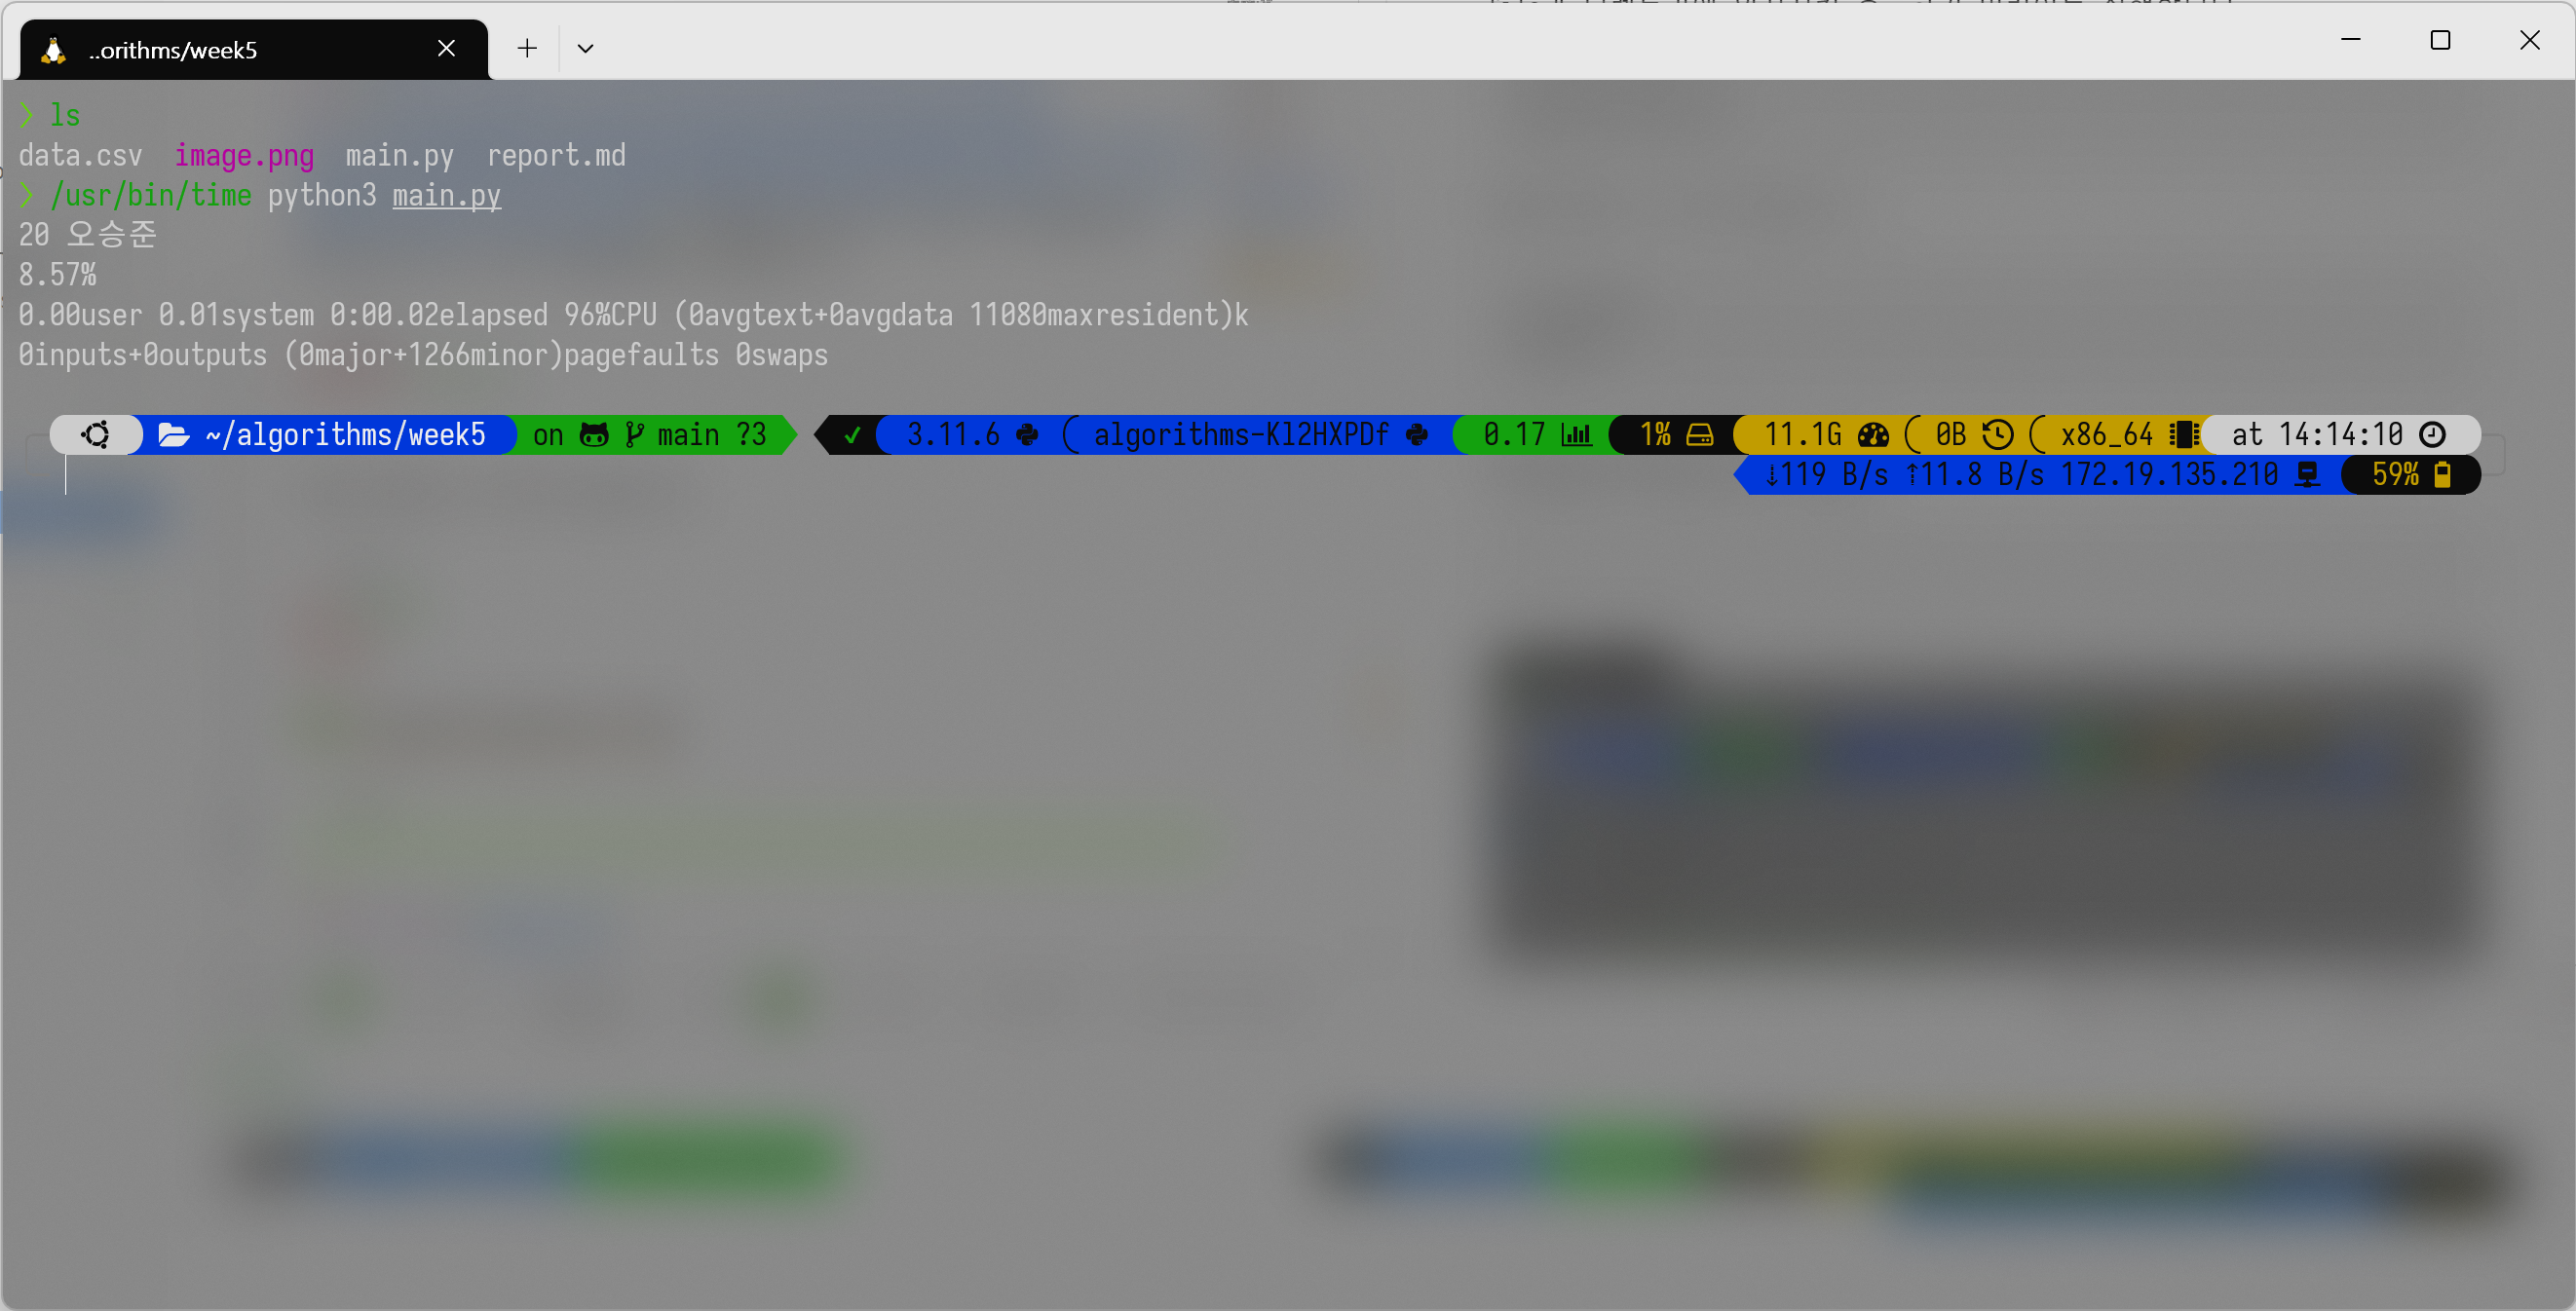 ..orithms/week5
❯ ls
data.csv  image.png  main.py  report.md
❯ /usr/bin/time python3 main.py
20 오승준
8.57%
0.00user 0.01system 0:00.02elapsed 96%CPU (0avgtext+0avgdata 11080maxresident)k
0inputs+0outputs (0major+1266minor)pagefaults 0swaps
~/algorithms/week5 on main ?3 ✓ 3.11.6 algorithms-Kl2HXPDf 0.17 1% 11.1G 0B x86_64 at 14:14:10
⇣119 B/s ⇡11.8 B/s 172.19.135.210 59%